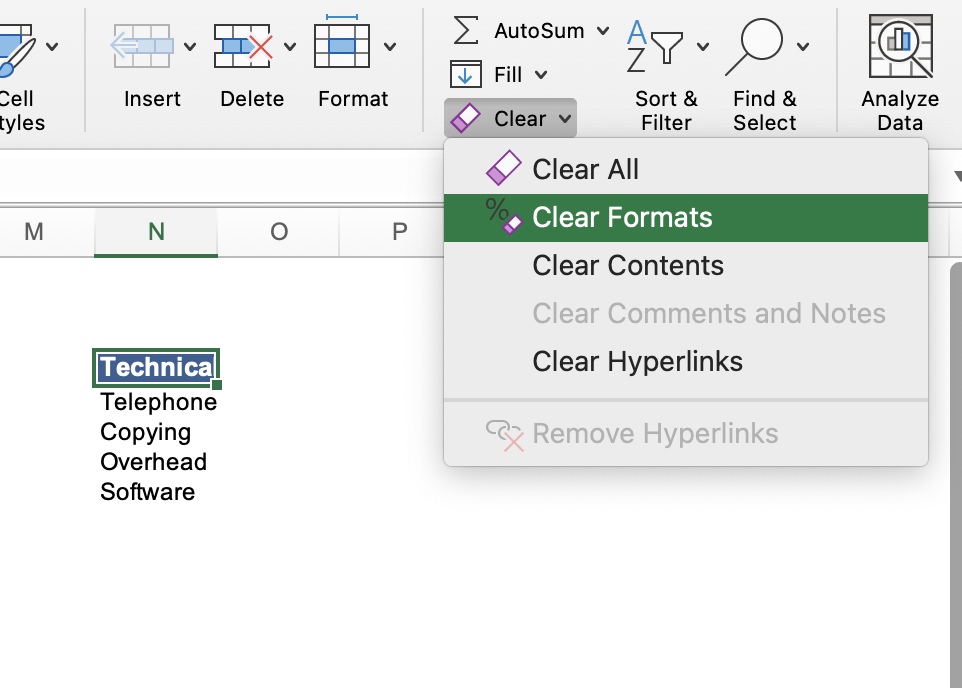 AutoSum
Fill
Clear
Insert
Delete
Format
Cell
Styles
Sort &
Filter
Find &
Select
Analyze
Data
Clear All
Clear Formats
Clear Contents
Clear Comments and Notes
Clear Hyperlinks
Remove Hyperlinks
M N O P
Technica
Telephone
Copying
Overhead
Software